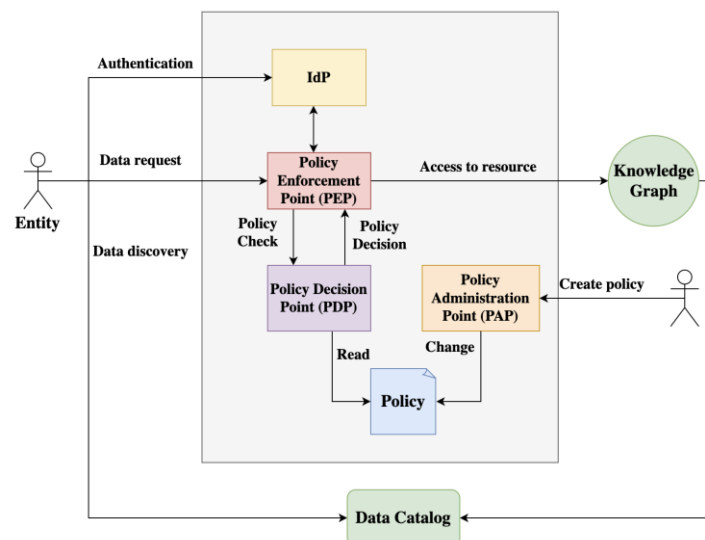 Authentication
IdP
Data request
Policy
Enforcement
Point (PEP)
Access to resource
Knowledge
Graph
Entity
Policy
Check
Policy
Decision
Data discovery
Policy Decision
Point (PDP)
Policy
Administration
Point (PAP)
Create policy
Read
Change
Policy
Data Catalog